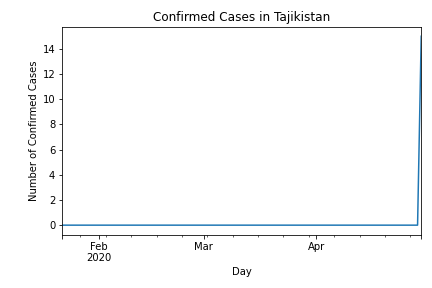 Confirmed Cases in Tajikistan
Number of Confirmed Cases
14
12
10
8
6
4
2
0
Feb
2020
Mar
Apr
Day